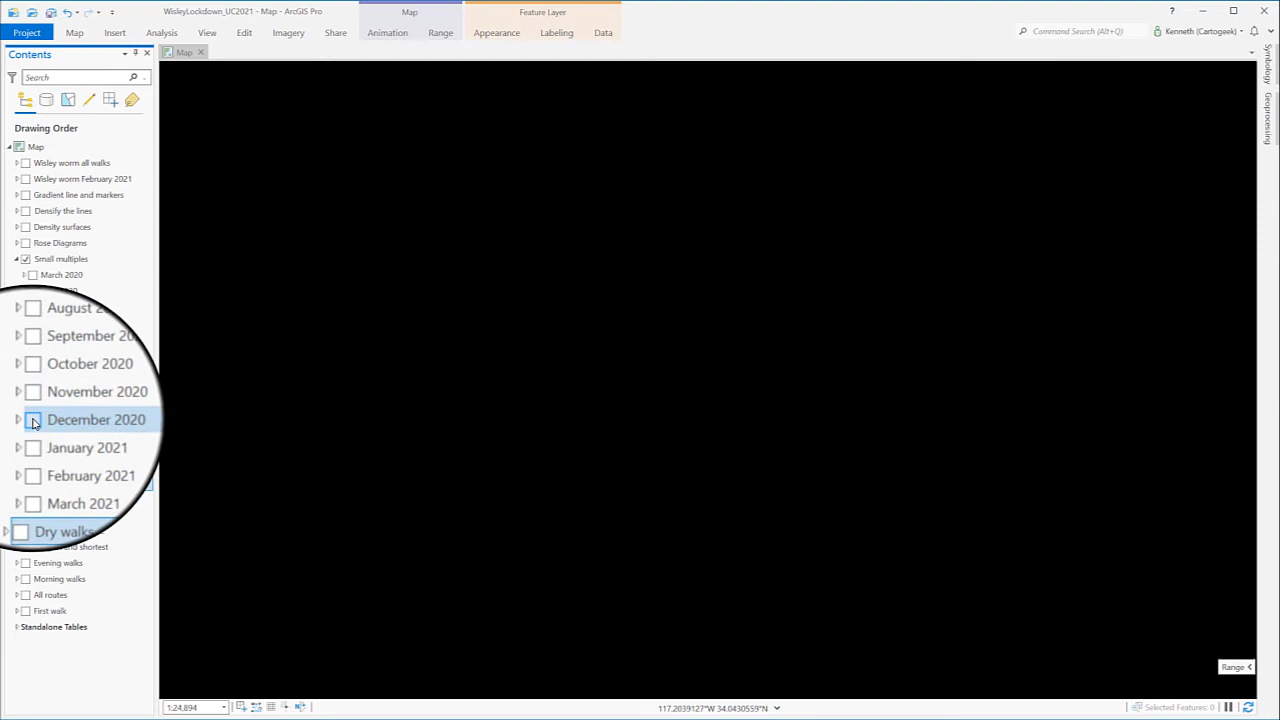 WisleyLockdown_UC2021 - Map - ArcGIS Pro
Map
Feature Layer
?
Project
Map
Insert
Analysis
View
Edit
Imagery
Share
Animation
Range
Appearance
Labeling
Data
Command Search (Alt+Q)
Kenneth (Cartogeek)
Contents
Map
Search
Symbology
Geoprocessing
Drawing Order
Map
Wisley worm all walks
Wisley worm February 2021
Gradient line and markers
Densify the lines
Density surfaces
Rose Diagrams
Small multiples
March 2020
August 2
September 20
October 2020
November 2020
December 2020
January 2021
February 2021
March 2021
Dry walks
and shortest
Evening walks
Morning walks
All routes
First walk
Standalone Tables
Range
1:24,894
117.2039127°W 34.0430559°N
Selected Features: 0